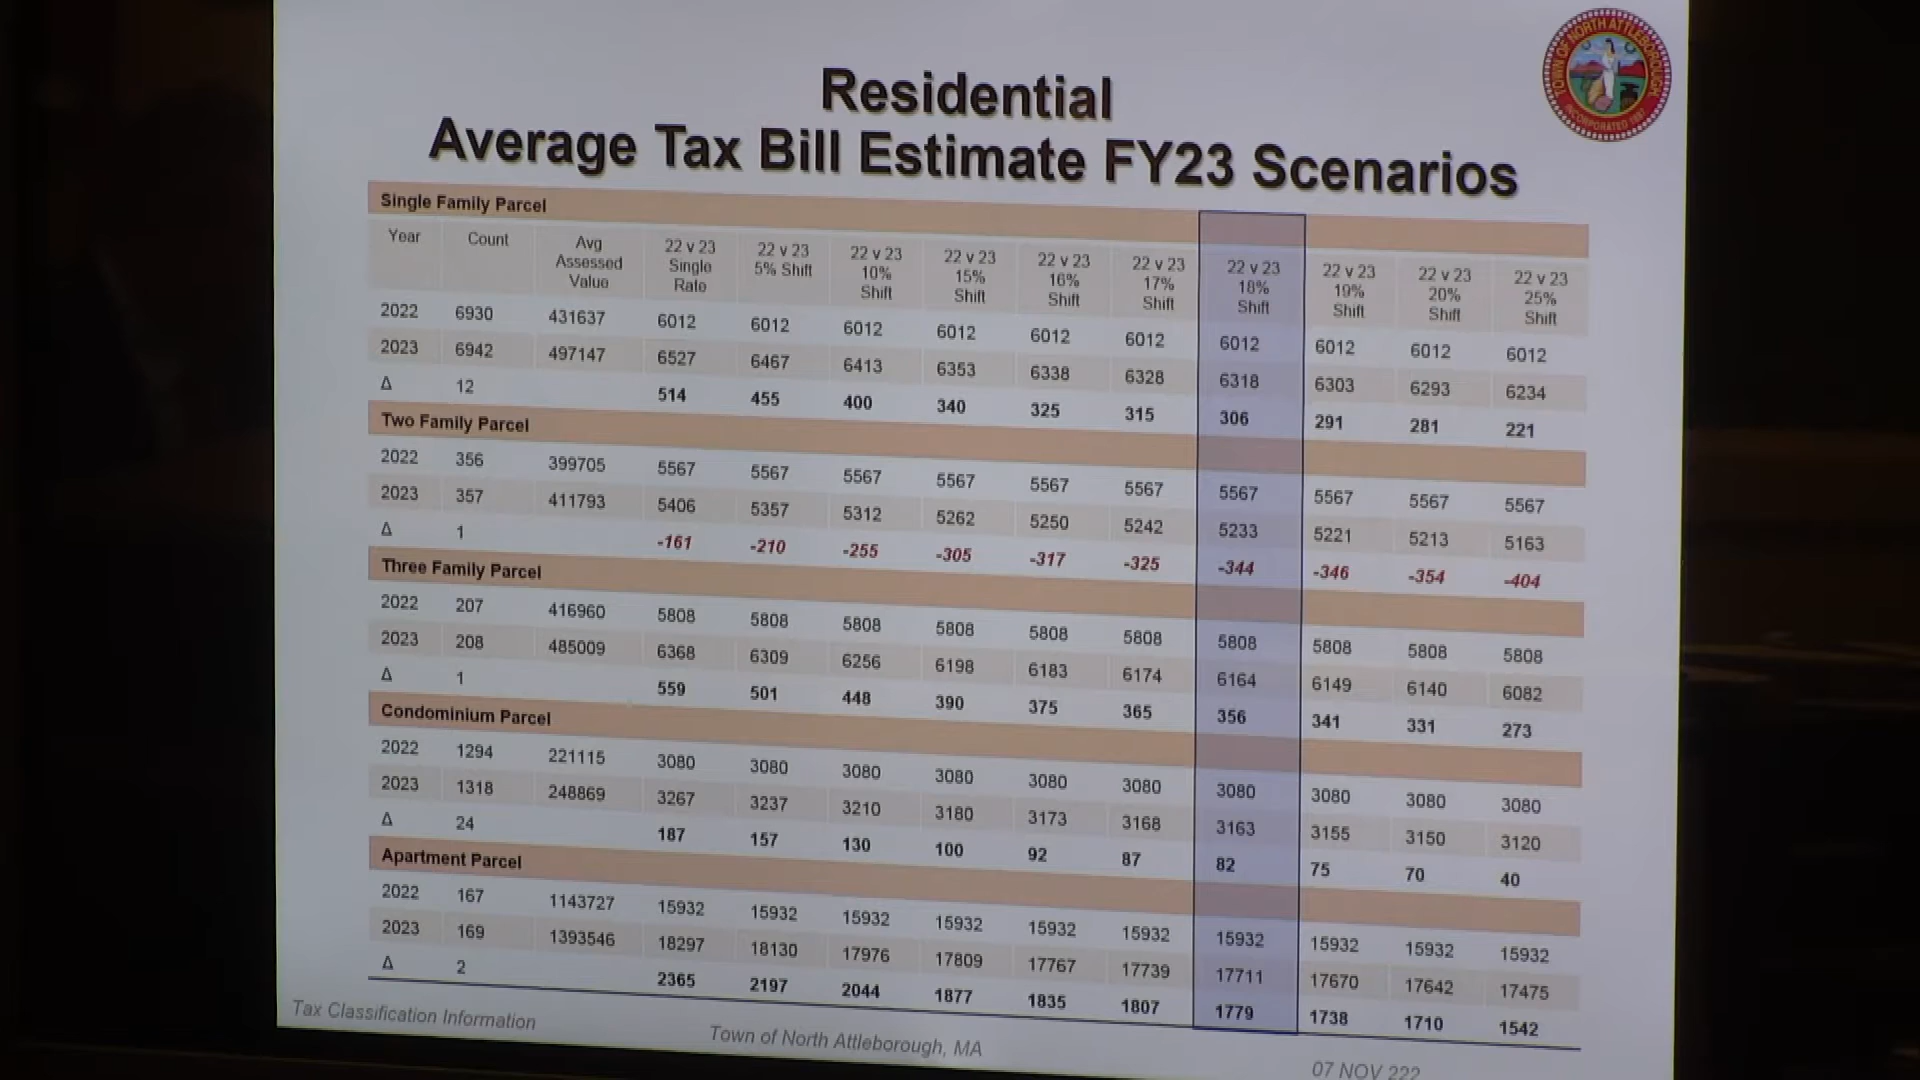 TOWN OF NORTH ATTLEBOROUGH
INCORPORATED 1887
Residential
Average Tax Bill Estimate FY23 Scenarios
Single Family Parcel
Year Count Avg Assessed Value 22 v 23 Single Rate 22 v 23 5% Shift 22 v 23 10% Shift 22 v 23 15% Shift 22 v 23 16% Shift 22 v 23 17% Shift 22 v 23 18% Shift 22 v 23 19% Shift 22 v 23 20% Shift 22 v 23 25% Shift
2022 6930 431637 6012 6012 6012 6012 6012 6012 6012 6012 6012 6012
2023 6942 497147 6527 6467 6413 6353 6338 6328 6318 6303 6293 6234
Δ 12 514 455 400 340 325 315 306 291 281 221
Two Family Parcel
2022 356 399705 5567 5567 5567 5567 5567 5567 5567 5567 5567 5567
2023 357 411793 5406 5357 5312 5262 5250 5242 5233 5221 5213 5163
Δ 1 -161 -210 -255 -305 -317 -325 -344 -346 -354 -404
Three Family Parcel
2022 207 416960 5808 5808 5808 5808 5808 5808 5808 5808 5808 5808
2023 208 485009 6368 6309 6256 6198 6183 6174 6164 6149 6140 6082
Δ 1 559 501 448 390 375 365 356 341 331 273
Condominium Parcel
2022 1294 221115 3080 3080 3080 3080 3080 3080 3080 3080 3080 3080
2023 1318 248869 3267 3237 3210 3180 3173 3168 3163 3155 3150 3120
Δ 24 187 157 130 100 92 87 82 75 70 40
Apartment Parcel
2022 167 1143727 15932 15932 15932 15932 15932 15932 15932 15932 15932 15932
2023 169 1393546 18297 18130 17976 17809 17767 17739 17711 17670 17642 17475
Δ 2 2365 2197 2044 1877 1835 1807 1779 1738 1710 1542
Tax Classification Information
Town of North Attleborough, MA
07 NOV 222